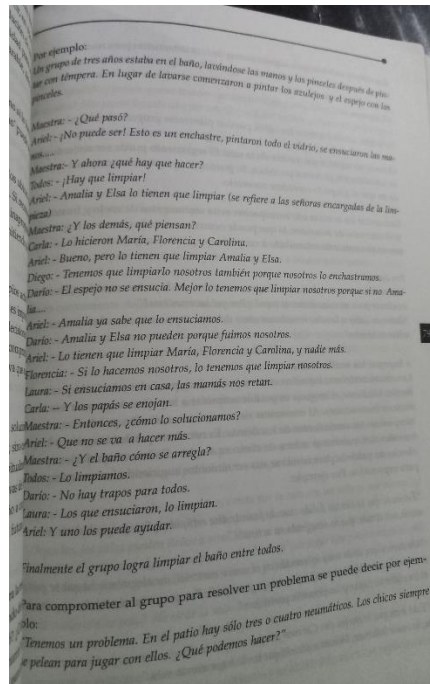 Por ejemplo:
Un grupo de tres años estaba en el baño, lavándose las manos y los pinceles después de pin-
tar con témpera. En lugar de lavarse comenzaron a pintar los azulejos y el espejo con los
pinceles.
Maestra: - ¿Qué pasó?
Ariel: - ¡No puede ser! Esto es un enchastre, pintaron todo el vidrio, se ensuciaron las ma-
nos....
Maestra:- Y ahora ¿qué hay que hacer?
Todos: - ¡Hay que limpiar!
Ariel: - Amalia y Elsa lo tienen que limpiar (se refiere a las señoras encargadas de la lim-
pieza)
Maestra: ¿Y los demás, qué piensan?
Carla: - Lo hicieron María, Florencia y Carolina.
Ariel: - Bueno, pero lo tienen que limpiar Amalia y Elsa.
Diego: - Tenemos que limpiarlo nosotros también porque nosotros lo enchastramos.
Darío: - El espejo no se ensucia. Mejor lo tenemos que limpiar nosotros porque si no Ama-
lia....
Ariel: - Amalia ya sabe que lo ensuciamos.
Darío: - Amalia y Elsa no pueden porque fuimos nosotros.
Ariel: - Lo tienen que limpiar María, Florencia y Carolina, y nadie más.
Florencia: - Si lo hacemos nosotros, lo tenemos que limpiar nosotros.
Laura: - Si ensuciamos en casa, las mamás nos retan.
Carla: – Y los papás se enojan.
Maestra: - Entonces, ¿cómo lo solucionamos?
Ariel: - Que no se va a hacer más.
Maestra: - ¿Y el baño cómo se arregla?
Todos: - Lo limpiamos.
Darío: - No hay trapos para todos.
Laura: - Los que ensuciaron, lo limpian.
Ariel: Y uno los puede ayudar.
Finalmente el grupo logra limpiar el baño entre todos.
Para comprometer al grupo para resolver un problema se puede decir por ejem-
plo:
"Tenemos un problema. En el patio hay sólo tres o cuatro neumáticos. Los chicos siempre
se pelean para jugar con ellos. ¿Qué podemos hacer?"